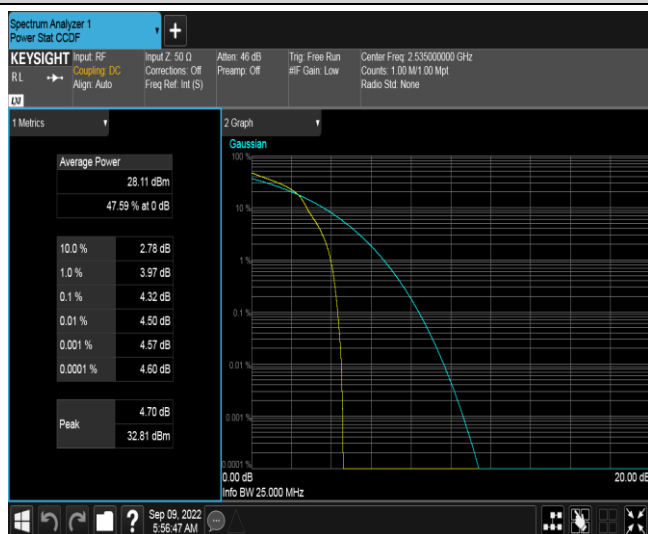 Spectrum Analyzer 1
Power Stat CCDF
KEYSIGHT
RL
LXI
Input: RF
Coupling: DC
Align: Auto
Input Z: 50 Ω
Corrections: Off
Freq Ref: Int (S)
Atten: 46 dB
Preamp: Off
Trig: Free Run
#IF Gain: Low
Center Freq: 2.535000000 GHz
Counts: 1.00 M/1.00 Mpt
Radio Std: None
1 Metrics
Average Power
28.11 dBm
47.59 % at 0 dB
10.0 % 2.78 dB
1.0 % 3.97 dB
0.1 % 4.32 dB
0.01 % 4.50 dB
0.001 % 4.57 dB
0.0001 % 4.60 dB
Peak 4.70 dB
32.81 dBm
2 Graph
Gaussian
100 %
10 %
1 %
0.1 %
0.01 %
0.001 %
0.0001 %
0.00 dB 20.00 dB
Info BW 25.000 MHz
?
Sep 09, 2022
5:56:47 AM